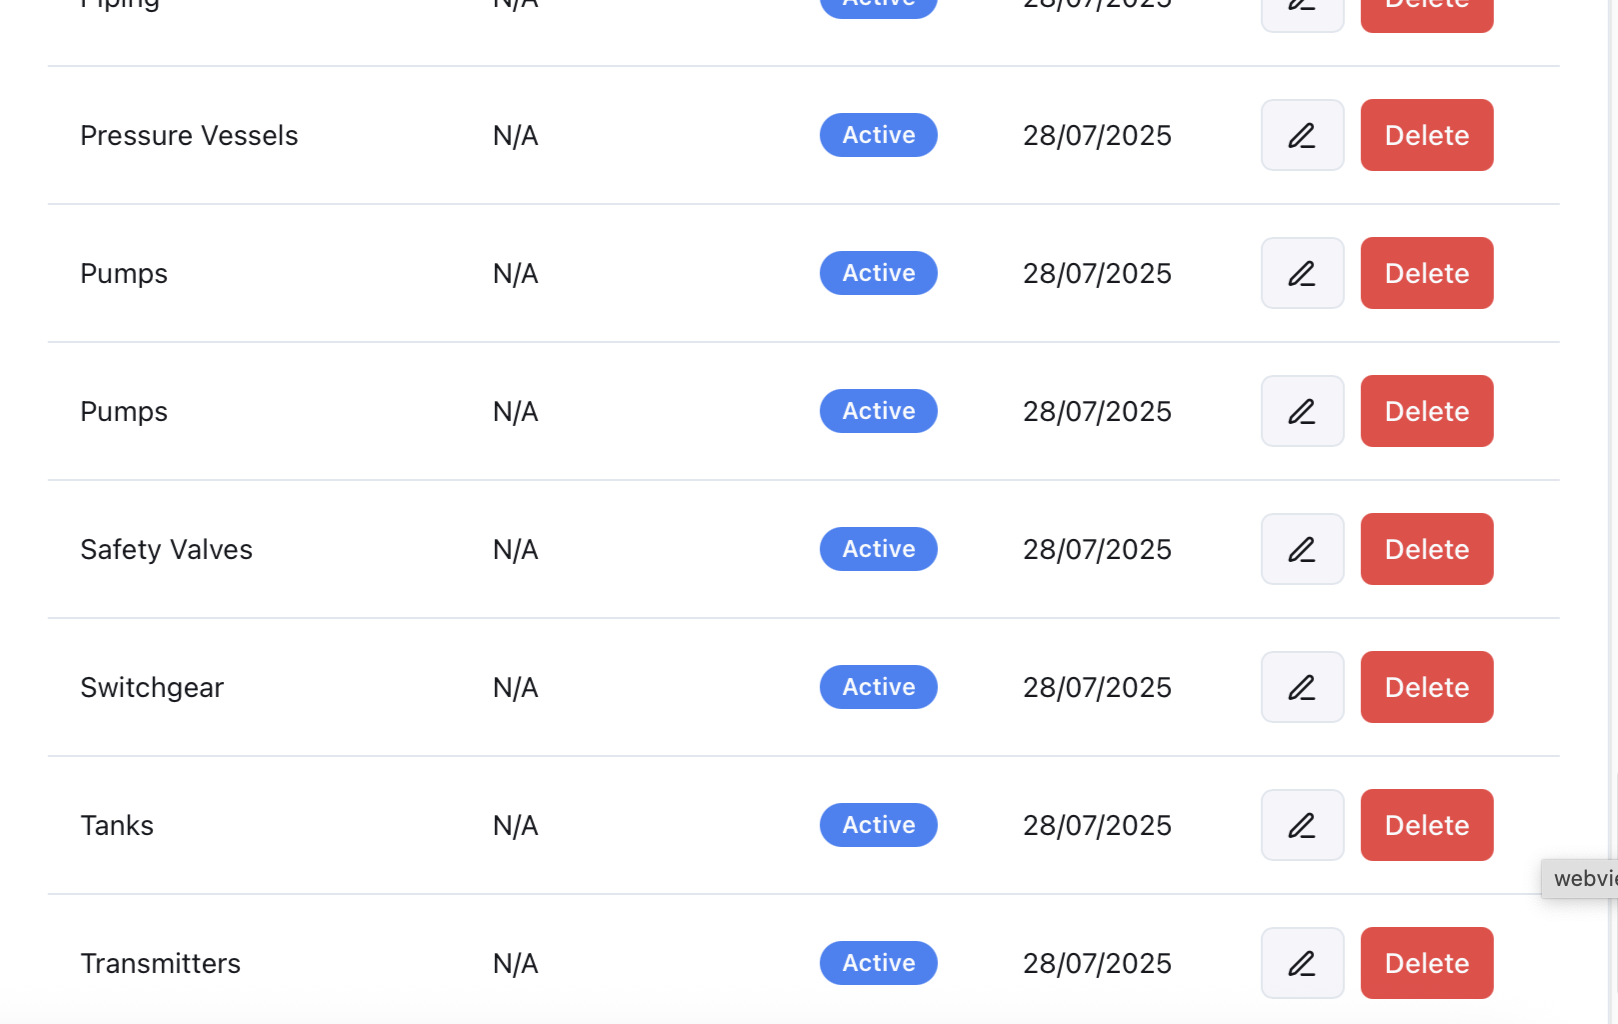 Piping N/A Active 28/07/2025 Delete
Pressure Vessels N/A Active 28/07/2025 Delete
Pumps N/A Active 28/07/2025 Delete
Pumps N/A Active 28/07/2025 Delete
Safety Valves N/A Active 28/07/2025 Delete
Switchgear N/A Active 28/07/2025 Delete
Tanks N/A Active 28/07/2025 Delete
webvie
Transmitters N/A Active 28/07/2025 Delete